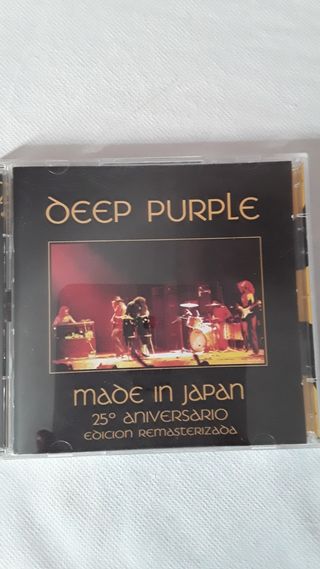 DEEP PURPLE
MADE IN JAPAN
25º ANIVERSARIO
EDICION REMASTERIZADA